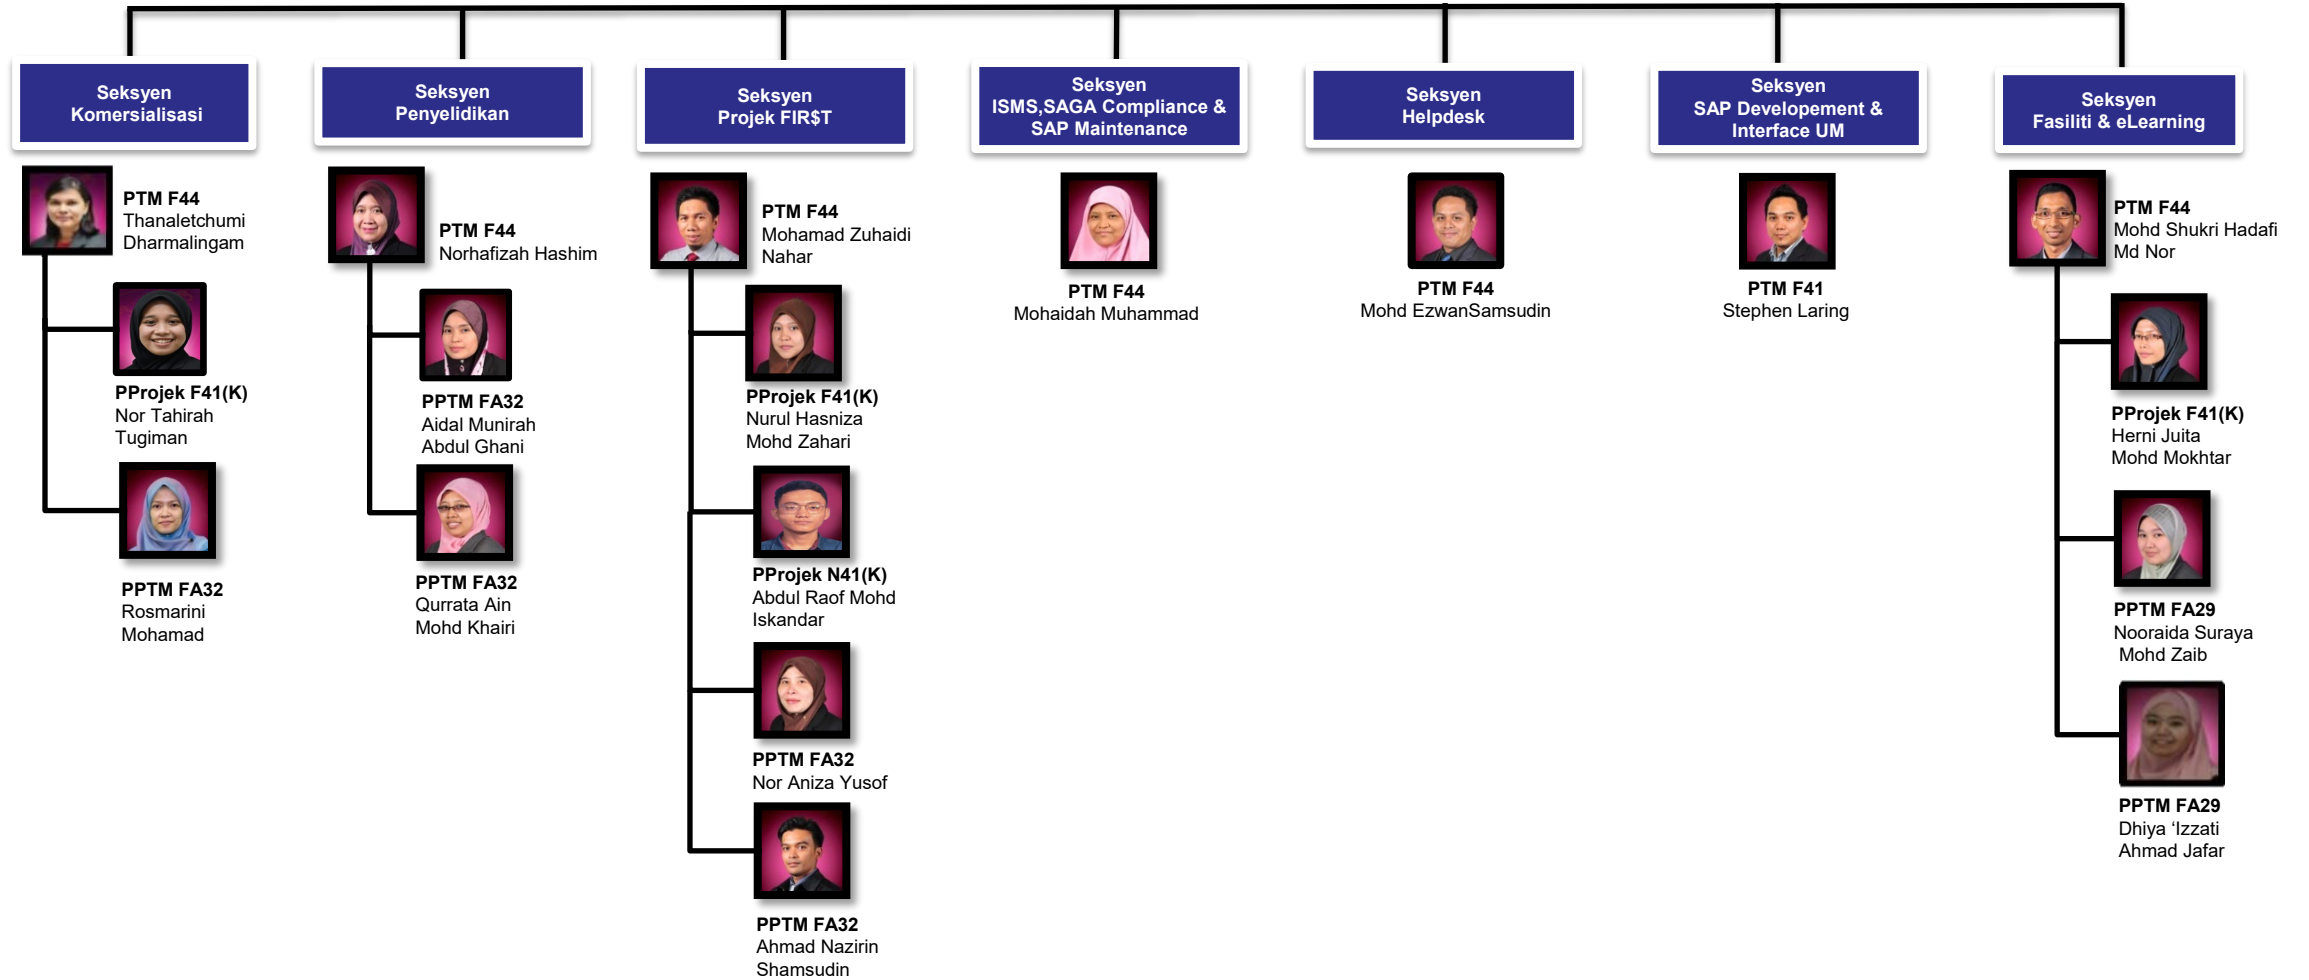 Seksyen
Komersialisasi
PTM F44
Thanaletchumi
Dharmalingam
PProjek F41(K)
Nor Tahirah
Tugiman
PPTM FA32
Rosmarini
Mohamad
Seksyen
Penyelidikan
PTM F44
Norhafizah Hashim
PPTM FA32
Aidal Munirah
Abdul Ghani
PPTM FA32
Qurrata Ain
Mohd Khairi
Seksyen
Projek FIR$T
PTM F44
Mohamad Zuhaidi
Nahar
PProjek F41(K)
Nurul Hasniza
Mohd Zahari
PProjek N41(K)
Abdul Raof Mohd
Iskandar
PPTM FA32
Nor Aniza Yusof
PPTM FA32
Ahmad Nazirin
Shamsudin
Seksyen
ISMS,SAGA Compliance &
SAP Maintenance
PTM F44
Mohaidah Muhammad
Seksyen
Helpdesk
PTM F44
Mohd EzwanSamsudin
Seksyen
SAP Developement &
Interface UM
PTM F41
Stephen Laring
Seksyen
Fasiliti & eLearning
PTM F44
Mohd Shukri Hadafi
Md Nor
PProjek F41(K)
Herni Juita
Mohd Mokhtar
PPTM FA29
Nooraida Suraya
Mohd Zaib
PPTM FA29
Dhiya ‘Izzati
Ahmad Jafar